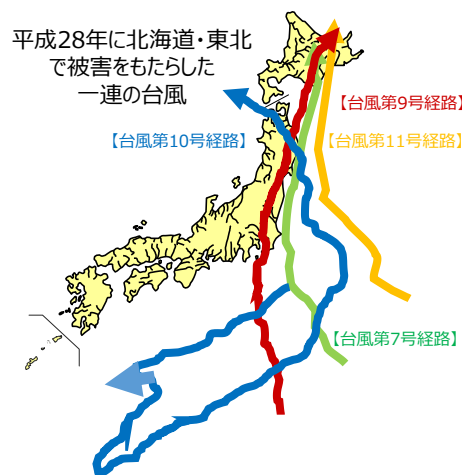 平成28年に北海道・東北
で被害をもたらした
一連の台風
【台風第9号経路】
【台風第10号経路】
【台風第11号経路】
【台風第7号経路】